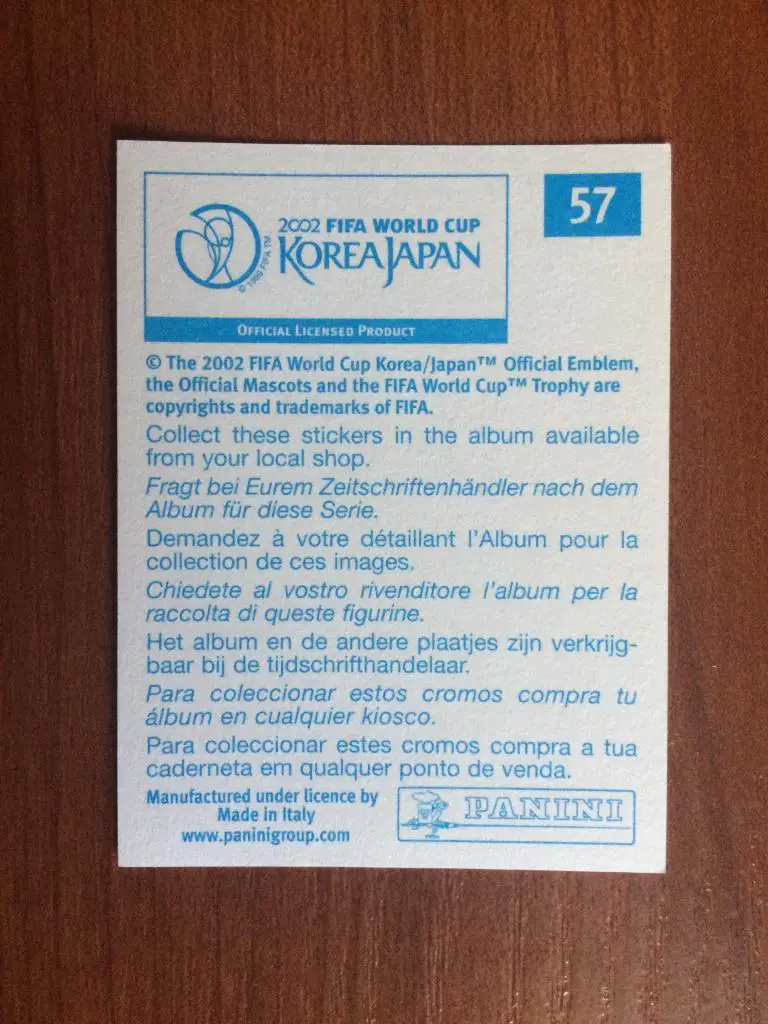 57
2002 FIFA WORLD CUP
KOREAJAPAN
© 1999 FIFA TM
OFFICIAL LICENSED PRODUCT
© The 2002 FIFA World Cup Korea/Japan™ Official Emblem,
the Official Mascots and the FIFA World Cup™ Trophy are
copyrights and trademarks of FIFA.
Collect these stickers in the album available
from your local shop.
Fragt bei Eurem Zeitschriftenhändler nach dem
Album für diese Serie.
Demandez à votre détaillant l'Album pour la
collection de ces images.
Chiedete al vostro rivenditore l'album per la
raccolta di queste figurine.
Het album en de andere plaatjes zijn verkrijg-
baar bij de tijdschrifthandelaar.
Para coleccionar estos cromos compra tu
álbum en cualquier kiosco.
Para coleccionar estes cromos compra a tua
caderneta em qualquer ponto de venda.
Manufactured under licence by
Made in Italy
www.paninigroup.com
PANINI